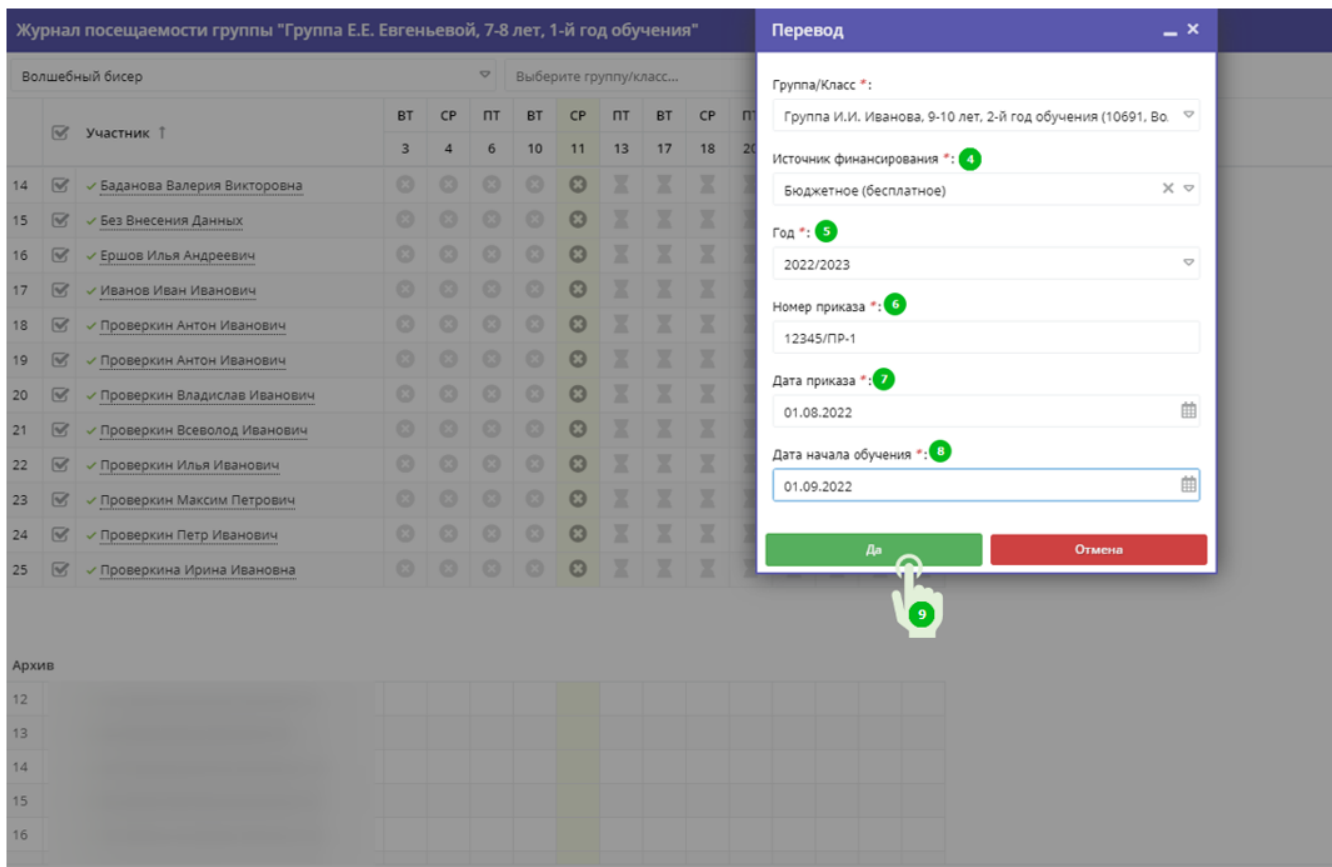 Журнал посещаемости группы "Группа Е.Е. Евгеньевой, 7-8 лет, 1-й год обучения"
Волшебный бисер
Выберите группу/класс...
Участник ↑
ВТ СР ПТ ВТ СР ПТ ВТ СР
3 4 6 10 11 13 17 18 20
14 Баданова Валерия Викторовна
15 Без Внесения Данных
16 Ершов Илья Андреевич
17 Иванов Иван Иванович
18 Проверкин Антон Иванович
19 Проверкин Антон Иванович
20 Проверкин Владислав Иванович
21 Проверкин Всеволод Иванович
22 Проверкин Илья Иванович
23 Проверкин Максим Петрович
24 Проверкин Петр Иванович
25 Проверкина Ирина Ивановна
Архив
12
13
14
15
16
Перевод
Группа/Класс *:
Группа И.И. Иванова, 9-10 лет, 2-й год обучения (10691, Во.
Источник финансирования *: 4
Бюджетное (бесплатное)
Год *: 5
2022/2023
Номер приказа *: 6
12345/ПР-1
Дата приказа *: 7
01.08.2022
Дата начала обучения *: 8
01.09.2022
Да Отмена
9